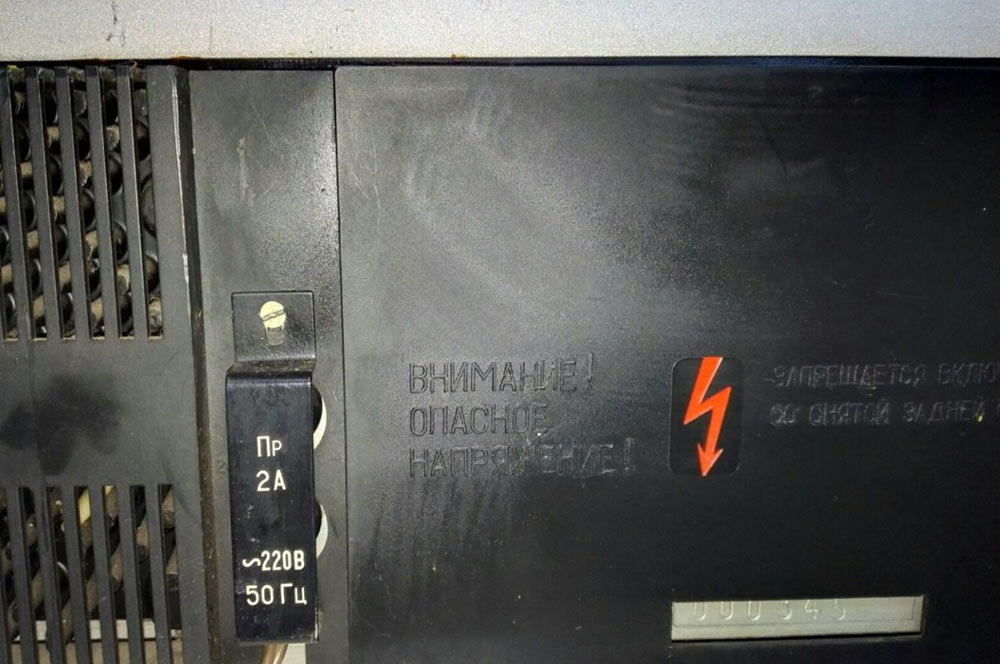 ВНИМАНИЕ!
ОПАСНОЕ
НАПРЯЖЕНИЕ!
ЗАПРЕЩАЕТСЯ
СО СНЯТОЙ ЗАДНЕЙ
Пр
2А
~220В
50 Гц
000345